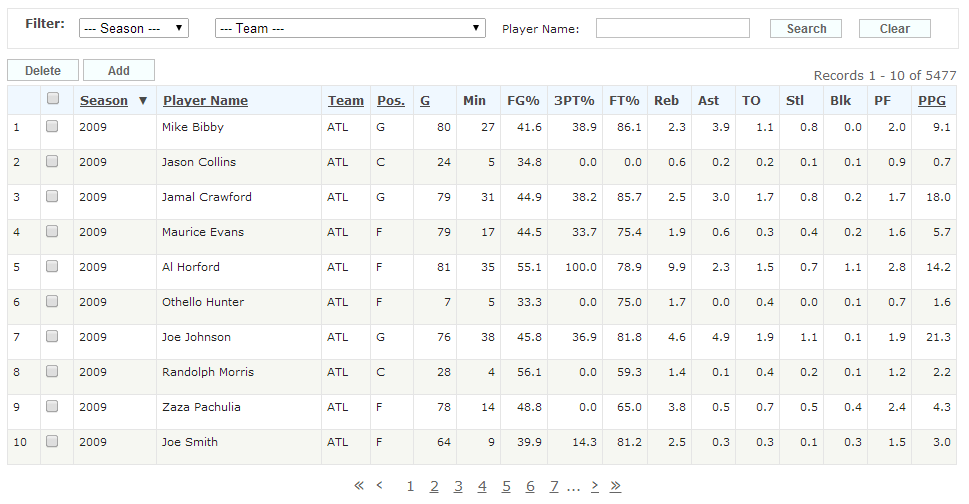 Filter: --- Season --- --- Team --- Player Name: Search Clear
Delete Add Records 1 - 10 of 5477
Season ▼ Player Name Team Pos. G Min FG% 3PT% FT% Reb Ast TO Stl Blk PF PPG
1 2009 Mike Bibby ATL G 80 27 41.6 38.9 86.1 2.3 3.9 1.1 0.8 0.0 2.0 9.1
2 2009 Jason Collins ATL C 24 5 34.8 0.0 0.0 0.6 0.2 0.2 0.1 0.1 0.9 0.7
3 2009 Jamal Crawford ATL G 79 31 44.9 38.2 85.7 2.5 3.0 1.7 0.8 0.2 1.7 18.0
4 2009 Maurice Evans ATL F 79 17 44.5 33.7 75.4 1.9 0.6 0.3 0.4 0.2 1.6 5.7
5 2009 Al Horford ATL F 81 35 55.1 100.0 78.9 9.9 2.3 1.5 0.7 1.1 2.8 14.2
6 2009 Othello Hunter ATL F 7 5 33.3 0.0 75.0 1.7 0.0 0.4 0.0 0.1 0.7 1.6
7 2009 Joe Johnson ATL G 76 38 45.8 36.9 81.8 4.6 4.9 1.9 1.1 0.1 1.9 21.3
8 2009 Randolph Morris ATL C 28 4 56.1 0.0 59.3 1.4 0.1 0.4 0.2 0.1 1.2 2.2
9 2009 Zaza Pachulia ATL F 78 14 48.8 0.0 65.0 3.8 0.5 0.7 0.5 0.4 2.4 4.3
10 2009 Joe Smith ATL F 64 9 39.9 14.3 81.2 2.5 0.3 0.3 0.1 0.3 1.5 3.0
« ‹ 1 2 3 4 5 6 7 ... › »